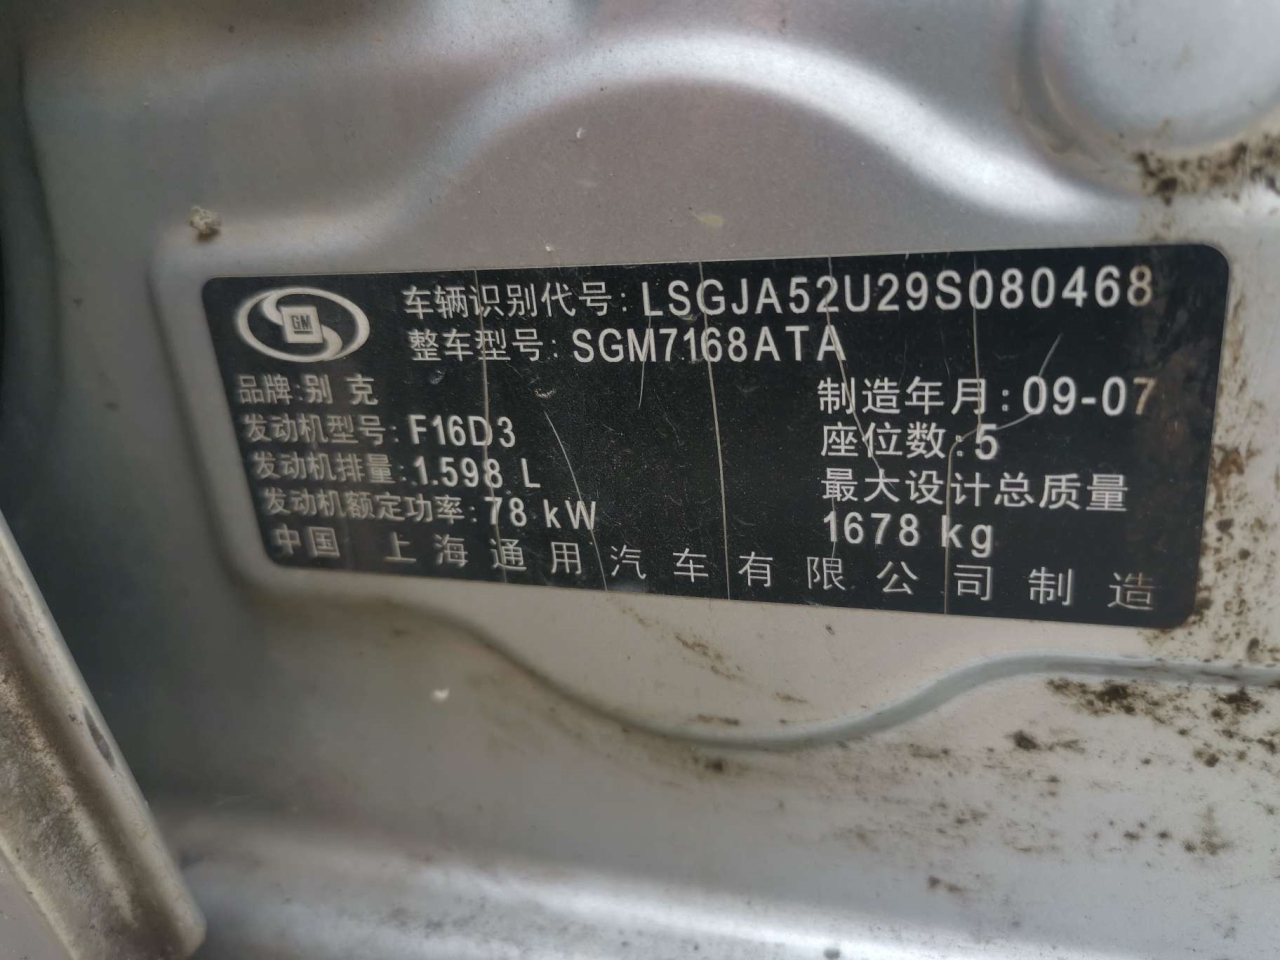 GM
车辆识别代号: LSGJA52U29S080468
整车型号: SGM7168ATA
品牌: 别克
发动机型号: F16D3
发动机排量: 1.598 L
发动机额定功率: 78 kW
制造年月: 09-07
座位数: 5
最大设计总质量
1678 kg
中国 上海通用汽车有限公司制造